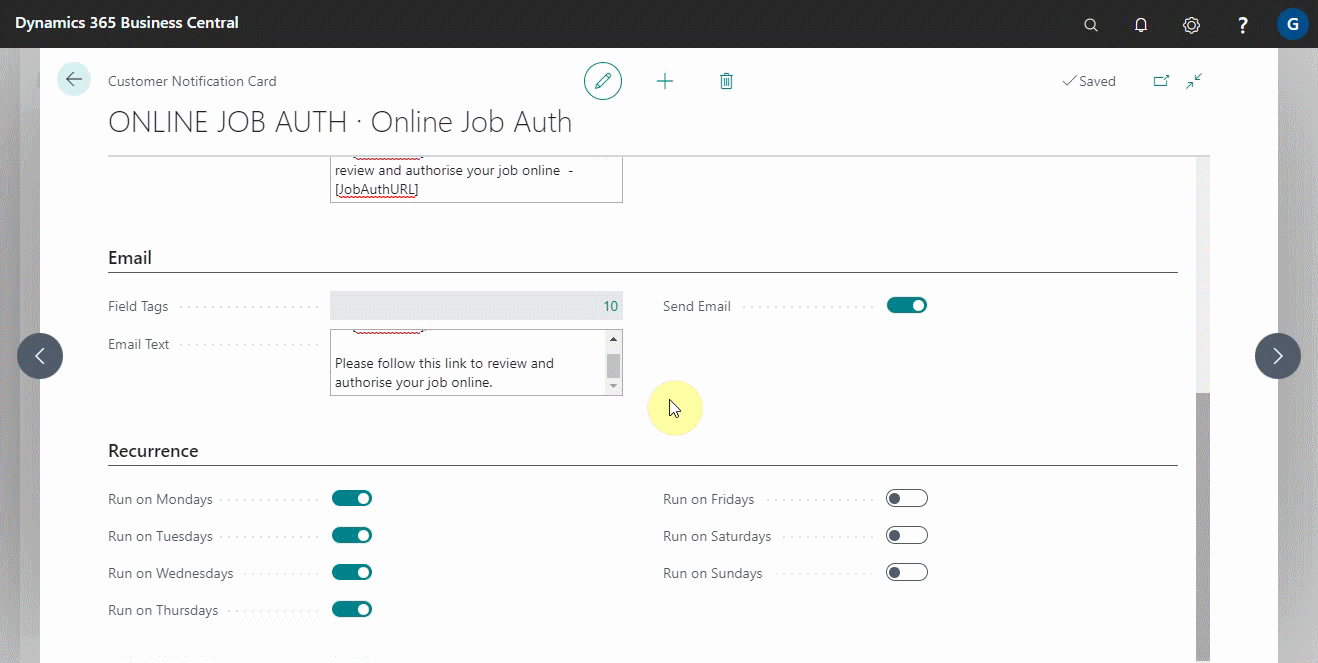 Dynamics 365 Business Central
?
G
Customer Notification Card
Saved
ONLINE JOB AUTH · Online Job Auth
review and authorise your job online -
[JobAuthURL]
Email
Field Tags
10
Send Email
Email Text
Please follow this link to review and
authorise your job online.
Recurrence
Run on Mondays
Run on Fridays
Run on Tuesdays
Run on Saturdays
Run on Wednesdays
Run on Sundays
Run on Thursdays